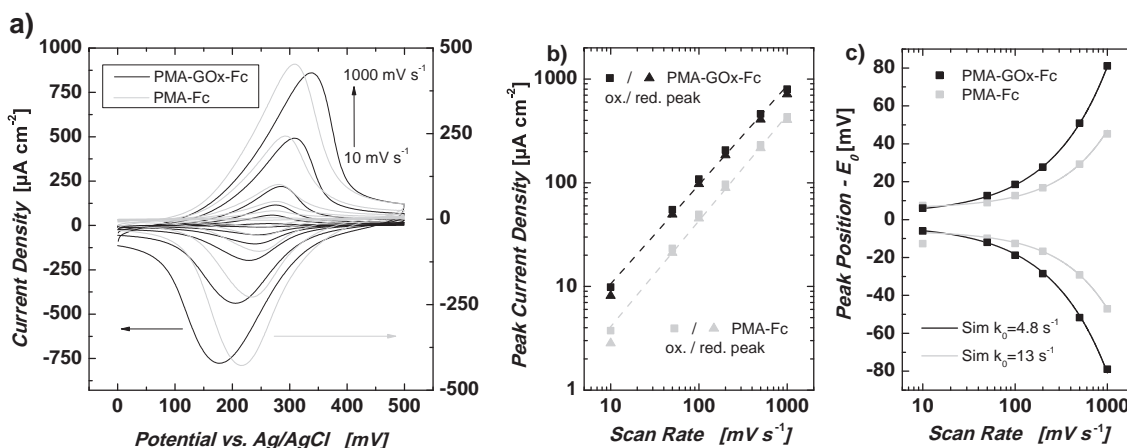 a)
1000
750
500
250
0
-250
-500
-750
500
250
0
-250
-500
PMA-GOx-Fc
PMA-Fc
1000 mV s⁻¹
10 mV s⁻¹
Current Density [µA cm⁻²]
0 100 200 300 400 500
Potential vs. Ag/AgCl [mV]
b)
1000
100
10
1
/ PMA-GOx-Fc
ox./ red. peak
/ PMA-Fc
ox. / red. peak
Peak Current Density [µA cm⁻²]
10 100 1000
Scan Rate [mV s⁻¹]
c)
80
60
40
20
0
-20
-40
-60
-80
PMA-GOx-Fc
PMA-Fc
Sim k₀=4.8 s⁻¹
Sim k₀=13 s⁻¹
Peak Position - E₀ [mV]
10 100 1000
Scan Rate [mV s⁻¹]